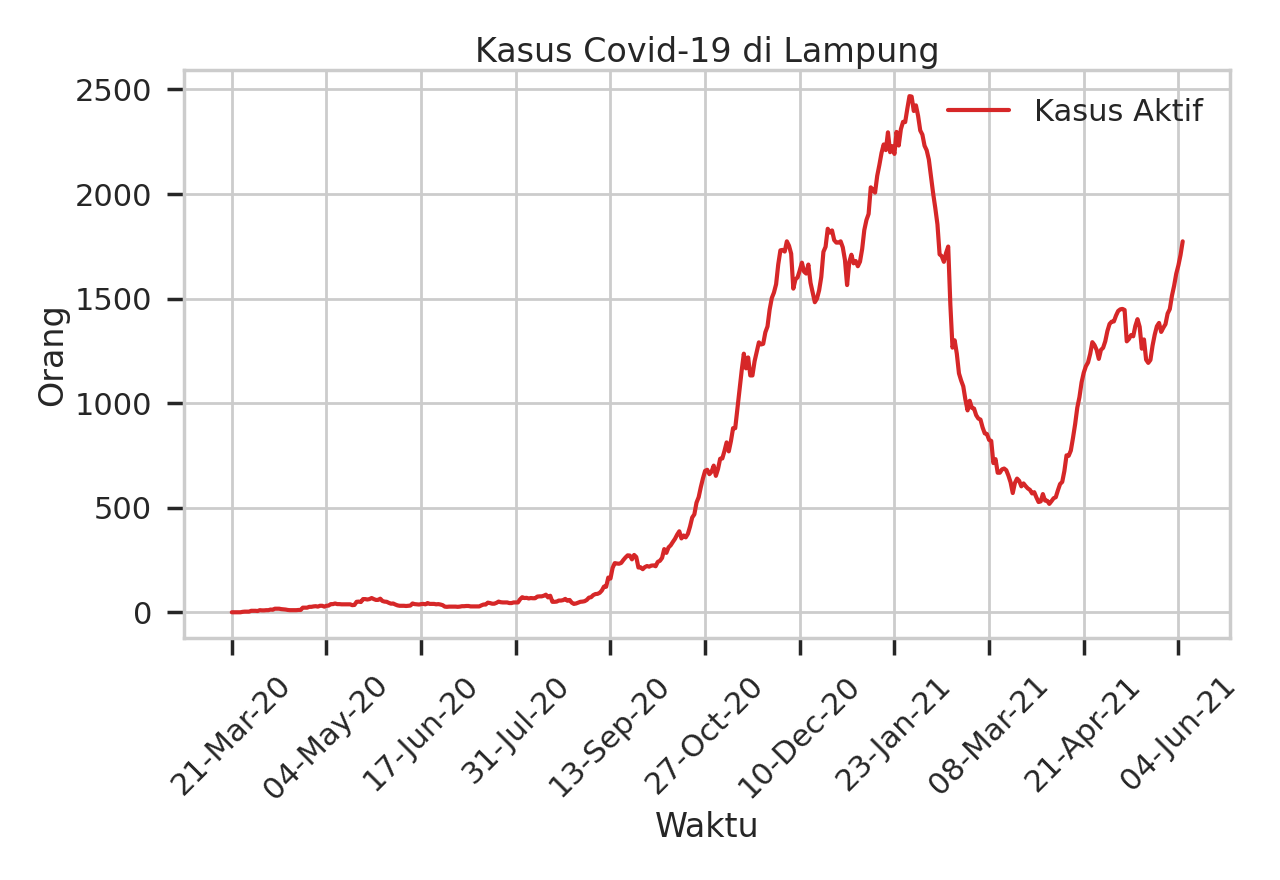 Kasus Covid-19 di Lampung
Kasus Aktif
Orang
2500
2000
1500
1000
500
0
21-Mar-20
04-May-20
17-Jun-20
31-Jul-20
13-Sep-20
27-Oct-20
10-Dec-20
23-Jan-21
08-Mar-21
21-Apr-21
04-Jun-21
Waktu